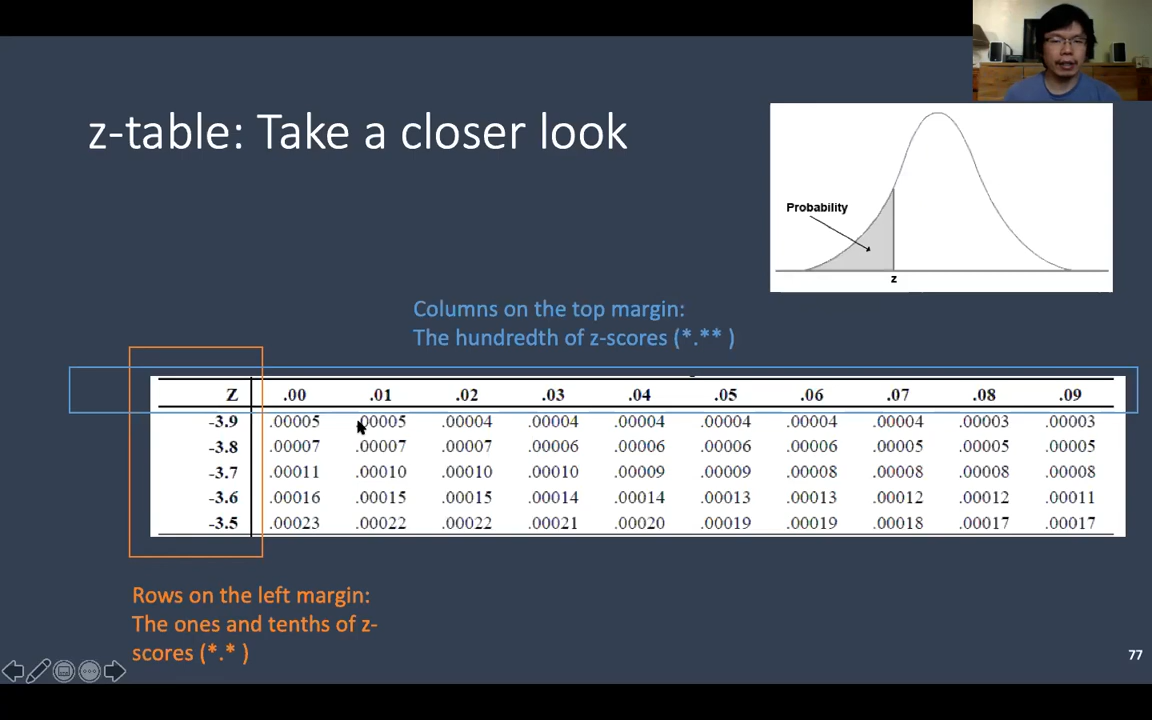 z-table: Take a closer look
Probability
z
Columns on the top margin:
The hundredth of z-scores (*.** )
Z .00 .01 .02 .03 .04 .05 .06 .07 .08 .09
-3.9 .00005 .00005 .00004 .00004 .00004 .00004 .00004 .00004 .00003 .00003
-3.8 .00007 .00007 .00007 .00006 .00006 .00006 .00006 .00005 .00005 .00005
-3.7 .00011 .00010 .00010 .00010 .00009 .00009 .00008 .00008 .00008 .00008
-3.6 .00016 .00015 .00015 .00014 .00014 .00013 .00013 .00012 .00012 .00011
-3.5 .00023 .00022 .00022 .00021 .00020 .00019 .00019 .00018 .00017 .00017
Rows on the left margin:
The ones and tenths of z-
scores (*.* )
77